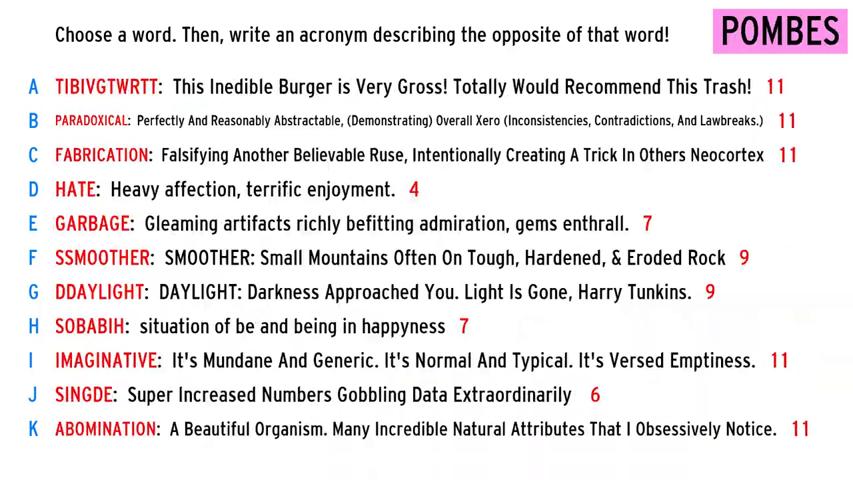 Choose a word. Then, write an acronym describing the opposite of that word!
POMBES
A TIBIVGTWRTT: This Inedible Burger is Very Gross! Totally Would Recommend This Trash! 11
B PARADOXICAL: Perfectly And Reasonably Abstractable, (Demonstrating) Overall Xero (Inconsistencies, Contradictions, And Lawbreaks.) 11
C FABRICATION: Falsifying Another Believable Ruse, Intentionally Creating A Trick In Others Neocortex 11
D HATE: Heavy affection, terrific enjoyment. 4
E GARBAGE: Gleaming artifacts richly befitting admiration, gems enthrall. 7
F SSMOOTHER: SMOOTHER: Small Mountains Often On Tough, Hardened, & Eroded Rock 9
G DDAYLIGHT: DAYLIGHT: Darkness Approached You. Light Is Gone, Harry Tunkins. 9
H SOBABIH: situation of be and being in happyness 7
I IMAGINATIVE: It's Mundane And Generic. It's Normal And Typical. It's Versed Emptiness. 11
J SINGDE: Super Increased Numbers Gobbling Data Extraordinarily 6
K ABOMINATION: A Beautiful Organism. Many Incredible Natural Attributes That I Obsessively Notice. 11